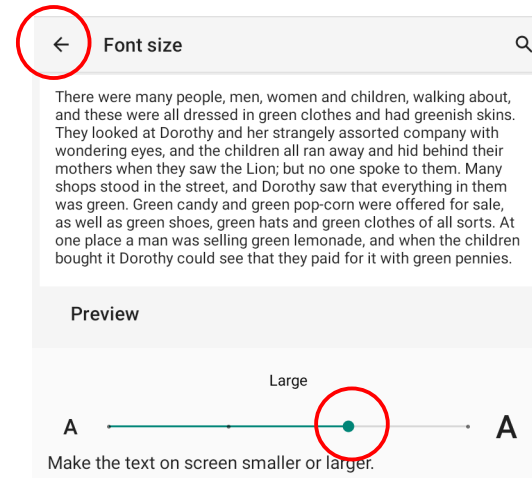 Font size
There were many people, men, women and children, walking about,
and these were all dressed in green clothes and had greenish skins.
They looked at Dorothy and her strangely assorted company with
wondering eyes, and the children all ran away and hid behind their
mothers when they saw the Lion; but no one spoke to them. Many
shops stood in the street, and Dorothy saw that everything in them
was green. Green candy and green pop-corn were offered for sale,
as well as green shoes, green hats and green clothes of all sorts. At
one place a man was selling green lemonade, and when the children
bought it Dorothy could see that they paid for it with green pennies.
Preview
Large
A A
Make the text on screen smaller or larger.